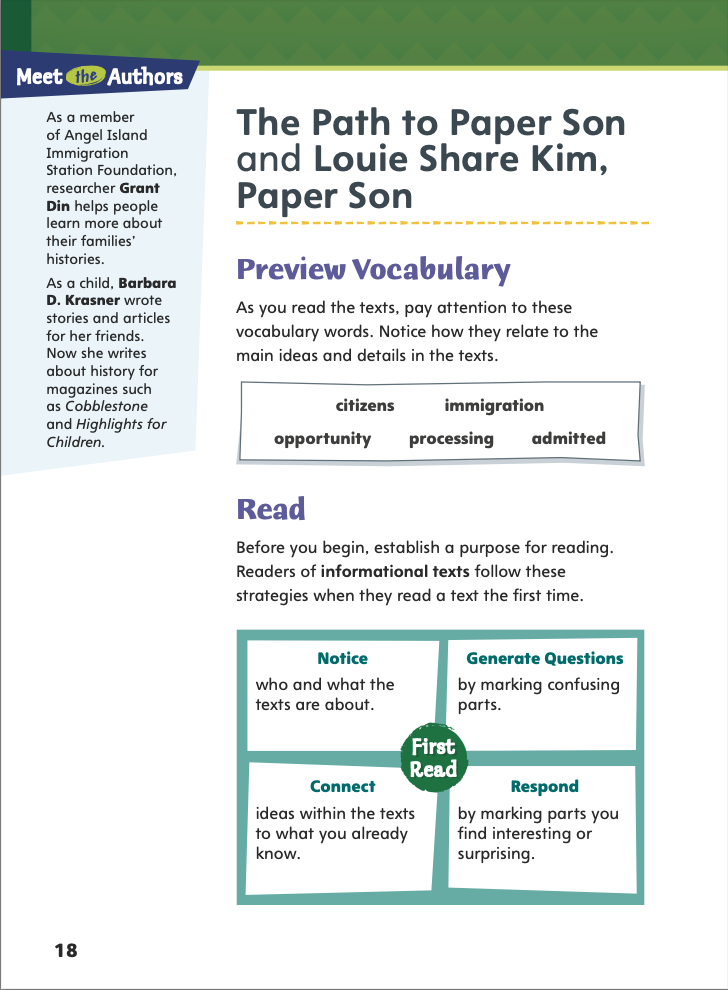 Meet the Authors
As a member
of Angel Island
Immigration
Station Foundation,
researcher Grant
Din helps people
learn more about
their families’
histories.
As a child, Barbara
D. Krasner wrote
stories and articles
for her friends.
Now she writes
about history for
magazines such
as Cobblestone
and Highlights for
Children.
The Path to Paper Son
and Louie Share Kim,
Paper Son
Preview Vocabulary
As you read the texts, pay attention to these
vocabulary words. Notice how they relate to the
main ideas and details in the texts.
citizens immigration
opportunity processing admitted
Read
Before you begin, establish a purpose for reading.
Readers of informational texts follow these
strategies when they read a text the first time.
Notice
who and what the
texts are about.
Generate Questions
by marking confusing
parts.
First
Read
Connect
ideas within the texts
to what you already
know.
Respond
by marking parts you
find interesting or
surprising.
18